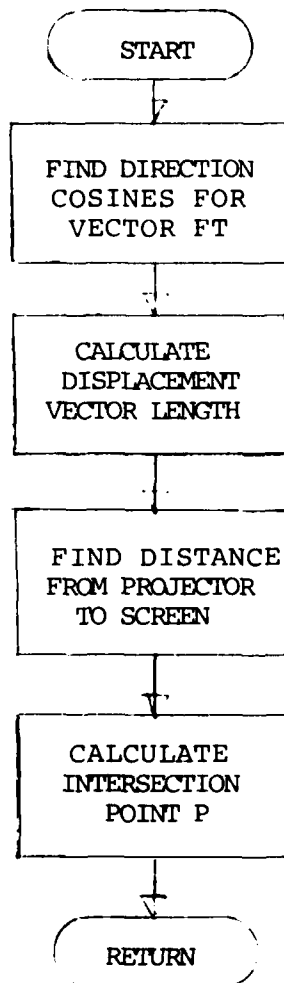 START
FIND DIRECTION
COSINES FOR
VECTOR FT
CALCULATE
DISPLACEMENT
VECTOR LENGTH
FIND DISTANCE
FROM PROJECTOR
TO SCREEN
CALCULATE
INTERSECTION
POINT P
RETURN